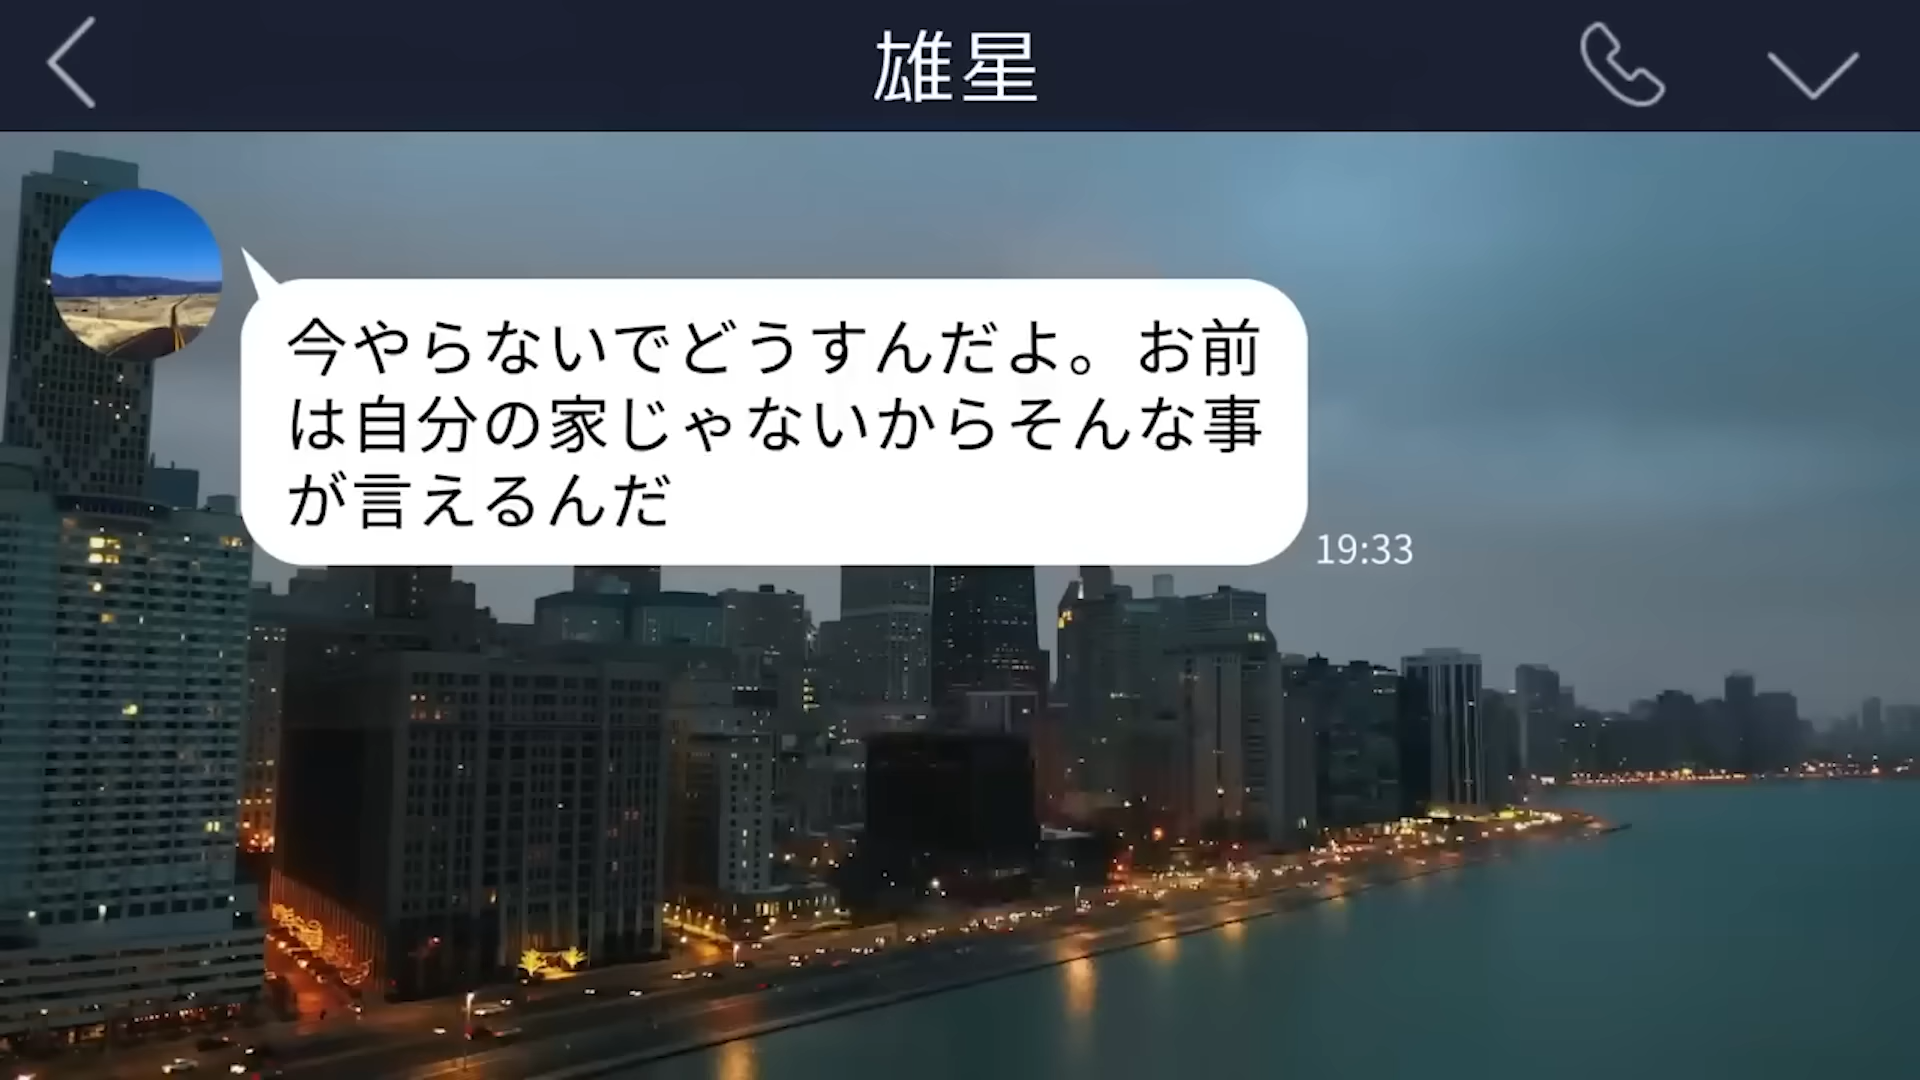 雄星
今やらないでどうすんだよ。お前
は自分の家じゃないからそんな事
が言えるんだ
19:33